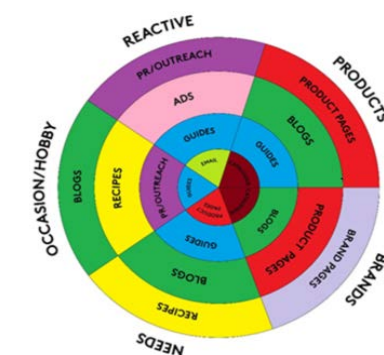 REACTIVE
PR/OUTREACH
ADS
GUIDES
EMAIL
PRODUCTS
PRODUCT PAGES
BLOGS
GUIDES
BRANDS
BRAND PAGES
PRODUCT PAGES
BLOGS
NEEDS
RECIPES
BLOGS
GUIDES
OCCASION/HOBBY
BLOGS
RECIPES
PR/OUTREACH